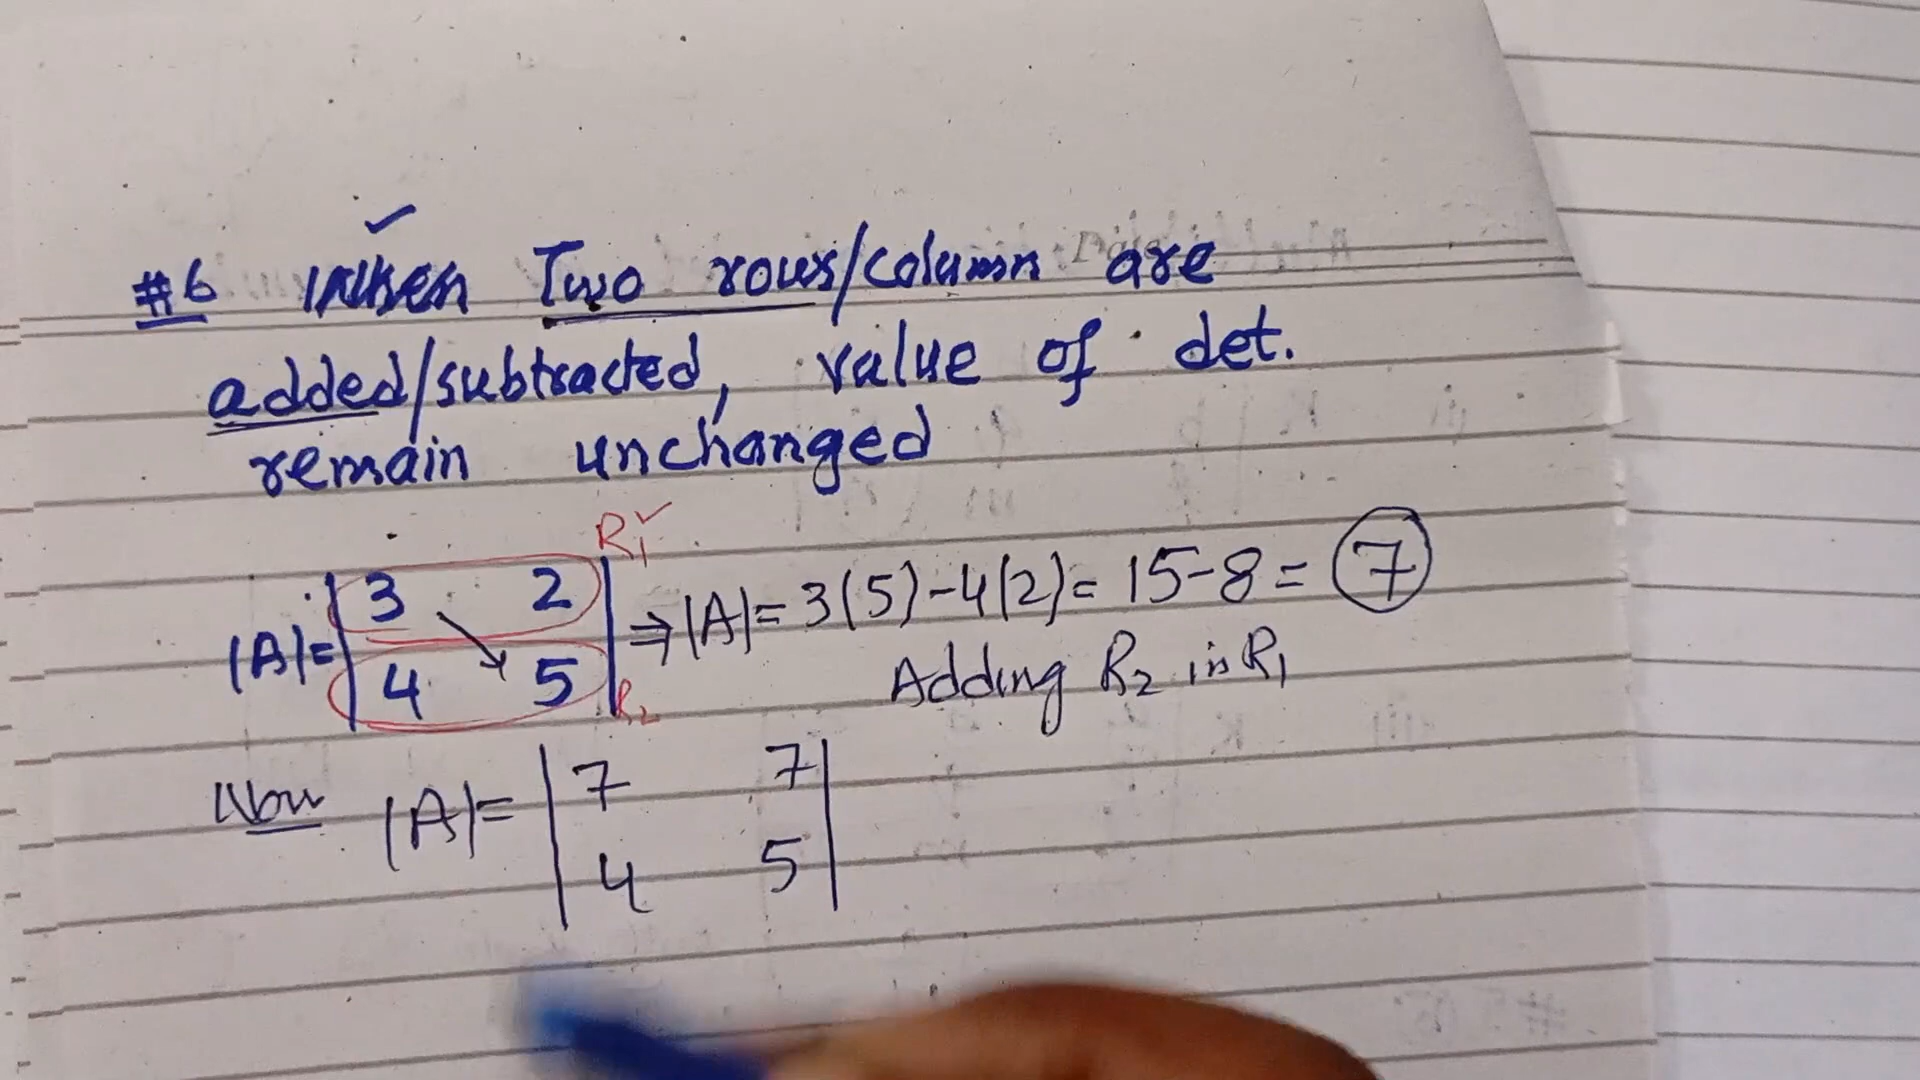 #6 When Two rows/column are
added/subtracted, value of det.
remain unchanged
R1
|A|= |3 2| ⇒ |A|= 3(5)-4(2)= 15-8= 7
|4 5| R2 Adding R2 in R1
Now |A|= |7 7|
|4 5|